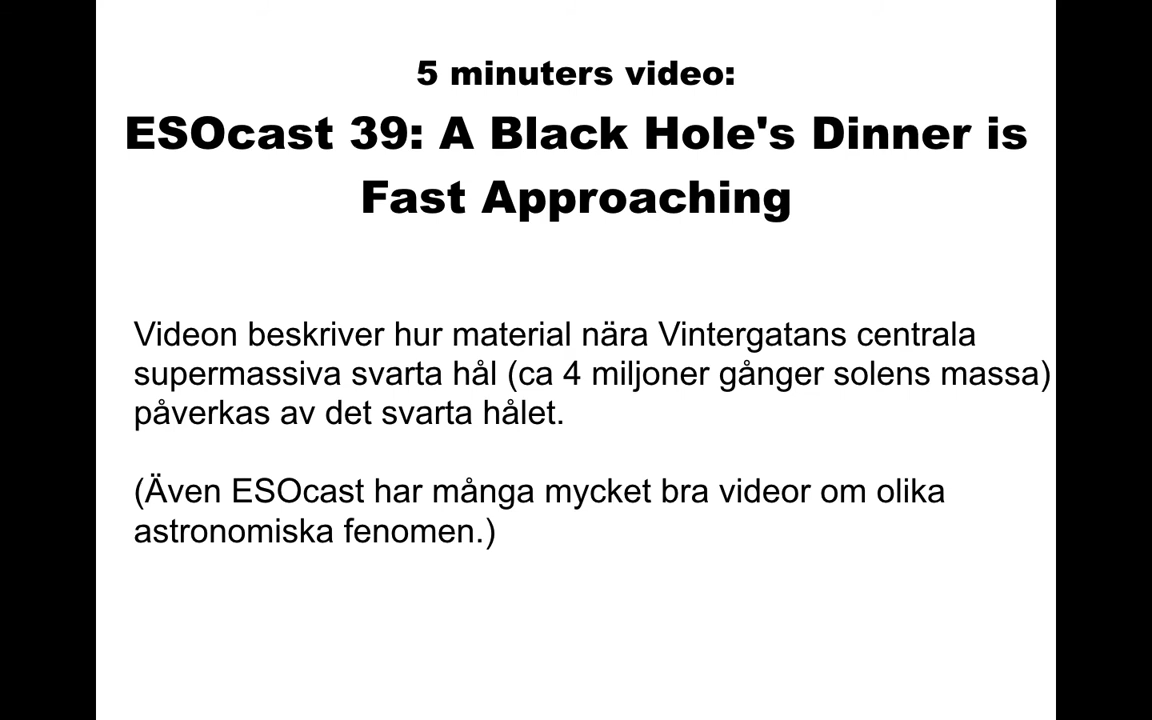 5 minuters video:
ESOcast 39: A Black Hole's Dinner is
Fast Approaching
Videon beskriver hur material nära Vintergatans centrala
supermassiva svarta hål (ca 4 miljoner gånger solens massa)
påverkas av det svarta hålet.
(Även ESOcast har många mycket bra videor om olika
astronomiska fenomen.)